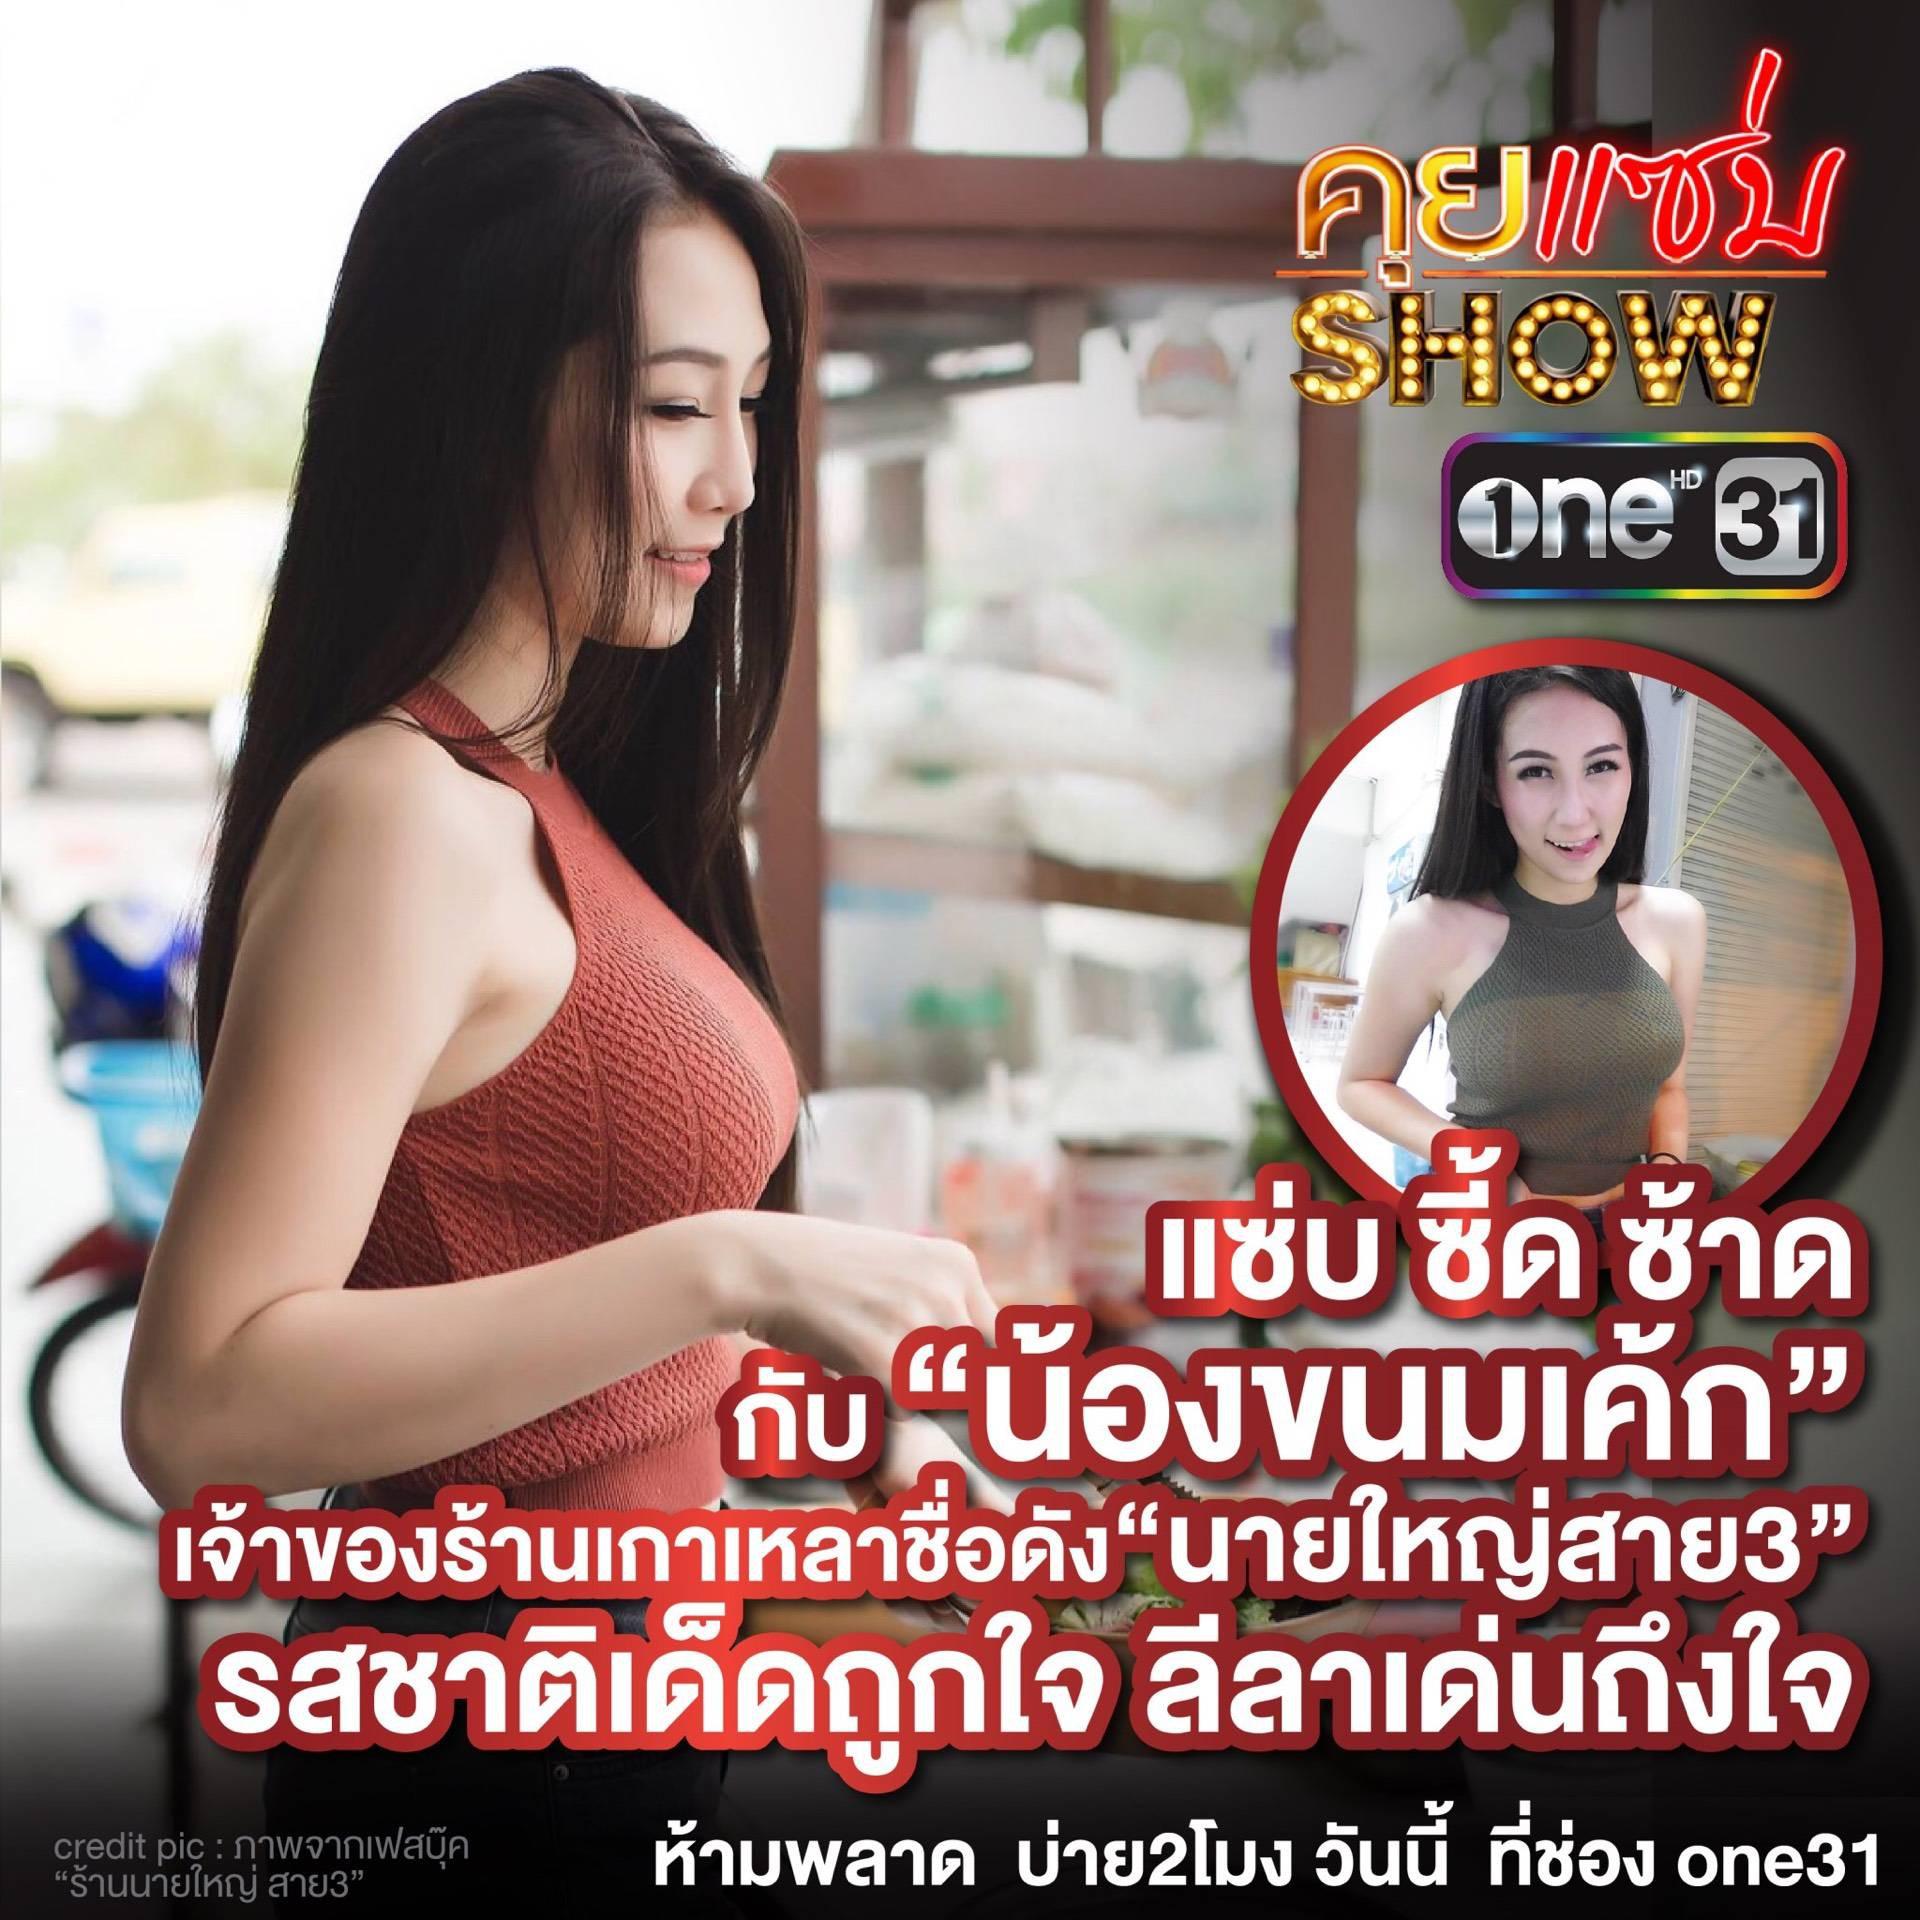 คุยแซ่บ
SHOW
one HD 31
แซ่บ ซี้ด ซ้าด
กับ “น้องขนมเค้ก”
เจ้าของร้านเกาเหลาชื่อดัง“นายใหญ่สาย3”
รสชาติเด็ดถูกใจ ลีลาเด่นถึงใจ
ห้ามพลาด บ่าย2โมง วันนี้ ที่ช่อง one31
credit pic : ภาพจากเฟสบุ๊ค
“ร้านนายใหญ่ สาย3”